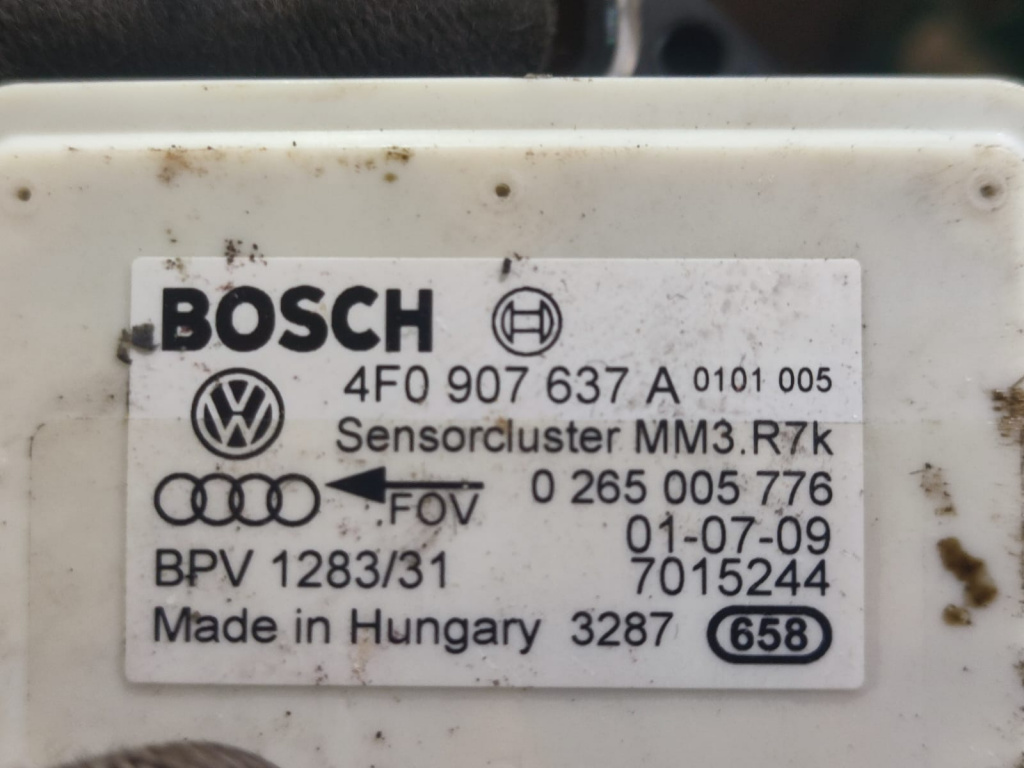 BOSCH
4F0 907 637 A 0101 005
Sensorcluster MM3.R7k
FOV 0 265 005 776
01-07-09
BPV 1283/31 7015244
Made in Hungary 3287 658